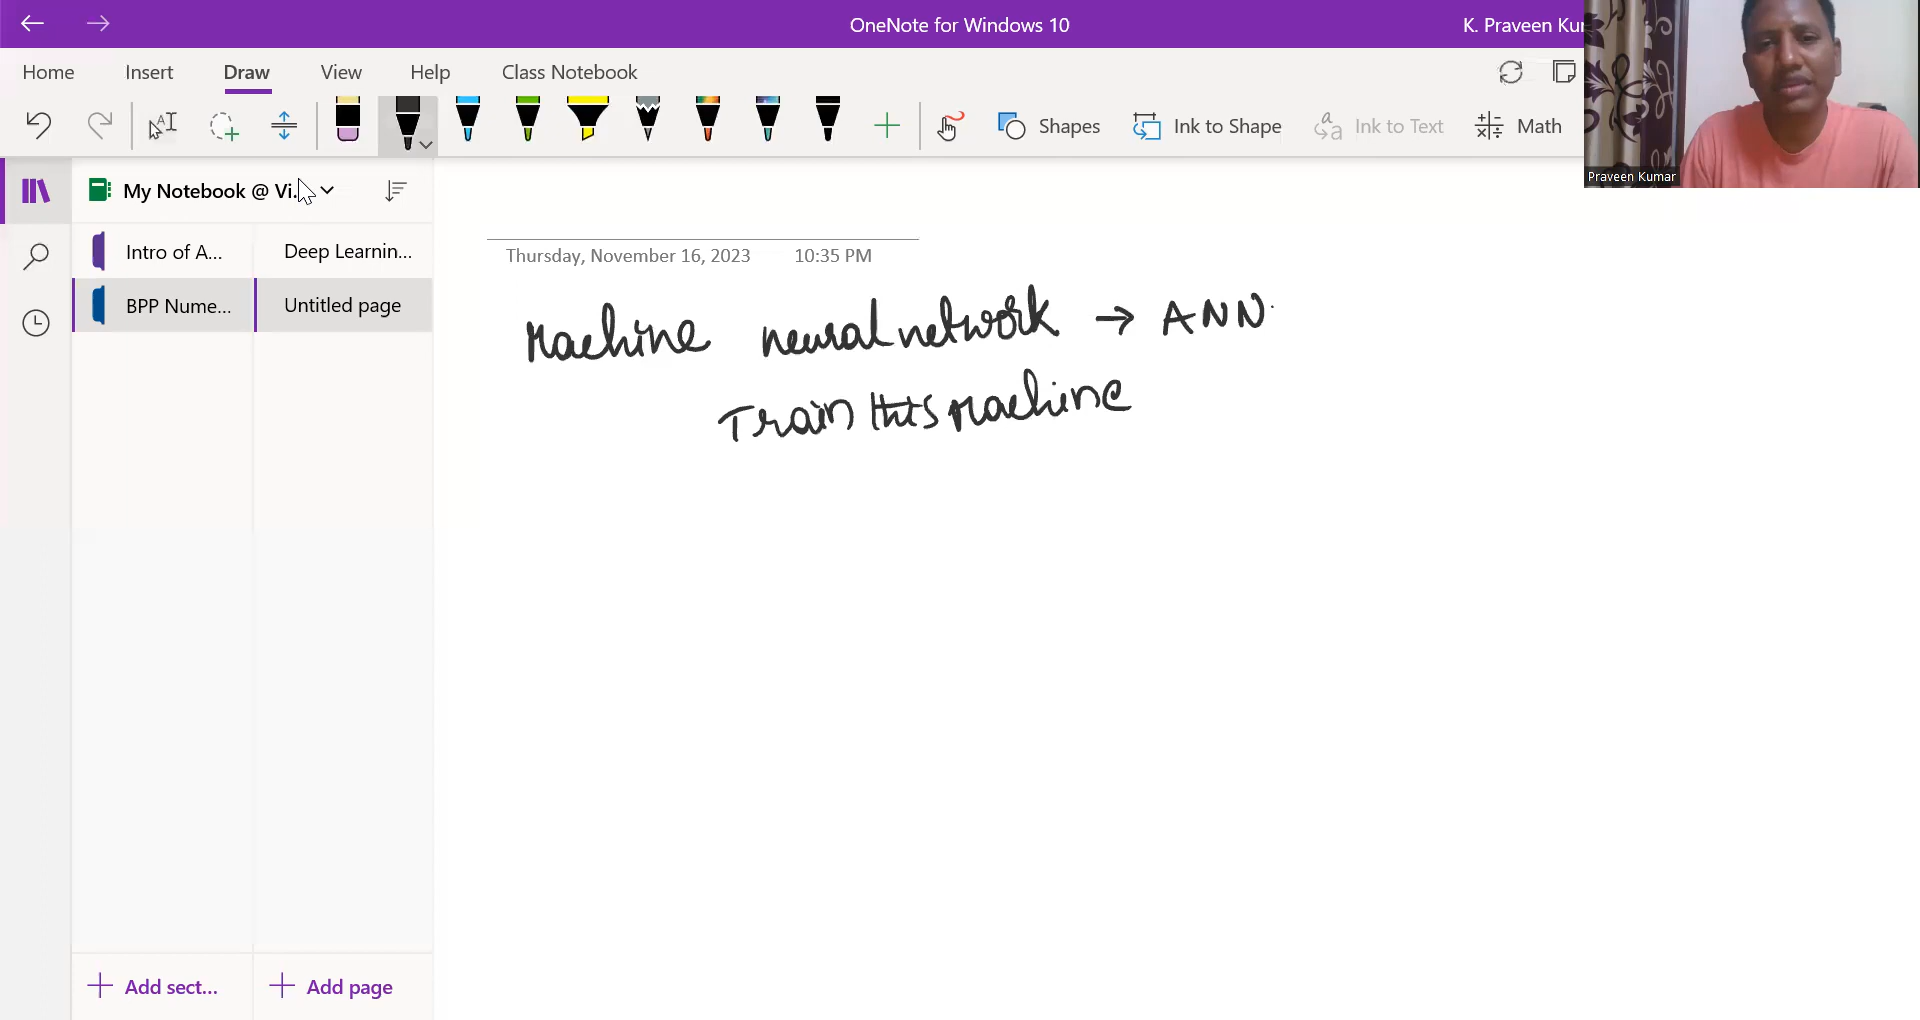 OneNote for Windows 10
K. Praveen Kur
Home Insert Draw View Help Class Notebook
Shapes Ink to Shape Ink to Text Math
Praveen Kumar
My Notebook @ Vi...
Intro of A...
BPP Nume...
Deep Learnin...
Untitled page
Thursday, November 16, 2023 10:35 PM
Machine neural network → ANN
Train this Machine
+ Add sect...
+ Add page